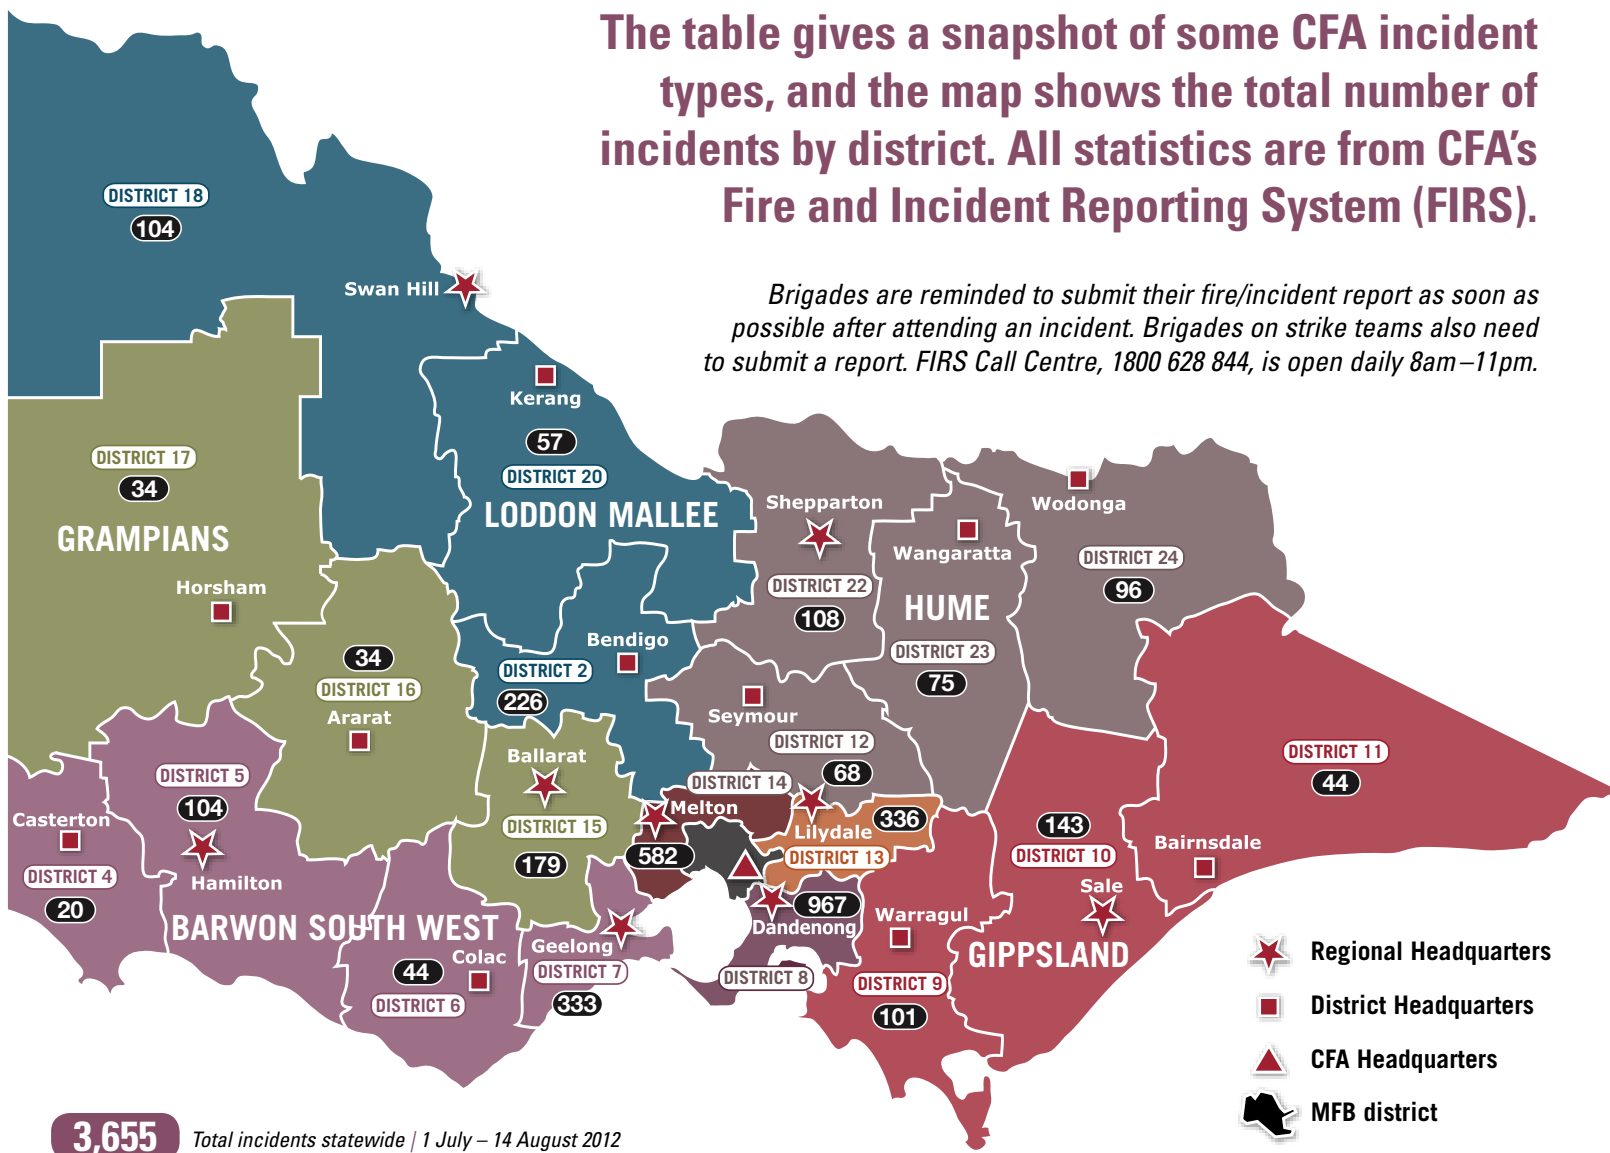 The table gives a snapshot of some CFA incident
types, and the map shows the total number of
incidents by district. All statistics are from CFA's
Fire and Incident Reporting System (FIRS).
Brigades are reminded to submit their fire/incident report as soon as
possible after attending an incident. Brigades on strike teams also need
to submit a report. FIRS Call Centre, 1800 628 844, is open daily 8am–11pm.
DISTRICT 18
104
Swan Hill
Kerang
57
DISTRICT 20
LODDON MALLEE
DISTRICT 17
34
GRAMPIANS
Horsham
Shepparton
DISTRICT 22
108
Wangaratta
HUME
DISTRICT 23
75
Wodonga
DISTRICT 24
96
34
DISTRICT 16
Ararat
Bendigo
DISTRICT 2
226
Seymour
DISTRICT 12
68
DISTRICT 11
44
Bairnsdale
DISTRICT 5
104
Hamilton
Casterton
DISTRICT 4
20
BARWON SOUTH WEST
Ballarat
DISTRICT 15
179
DISTRICT 14
Melton
582
Lilydale
336
DISTRICT 13
967
Dandenong
DISTRICT 8
143
DISTRICT 10
Sale
GIPPSLAND
Warragul
DISTRICT 9
101
44
Colac
DISTRICT 6
Geelong
DISTRICT 7
333
Regional Headquarters
District Headquarters
CFA Headquarters
MFB district
3,655
Total incidents statewide | 1 July – 14 August 2012